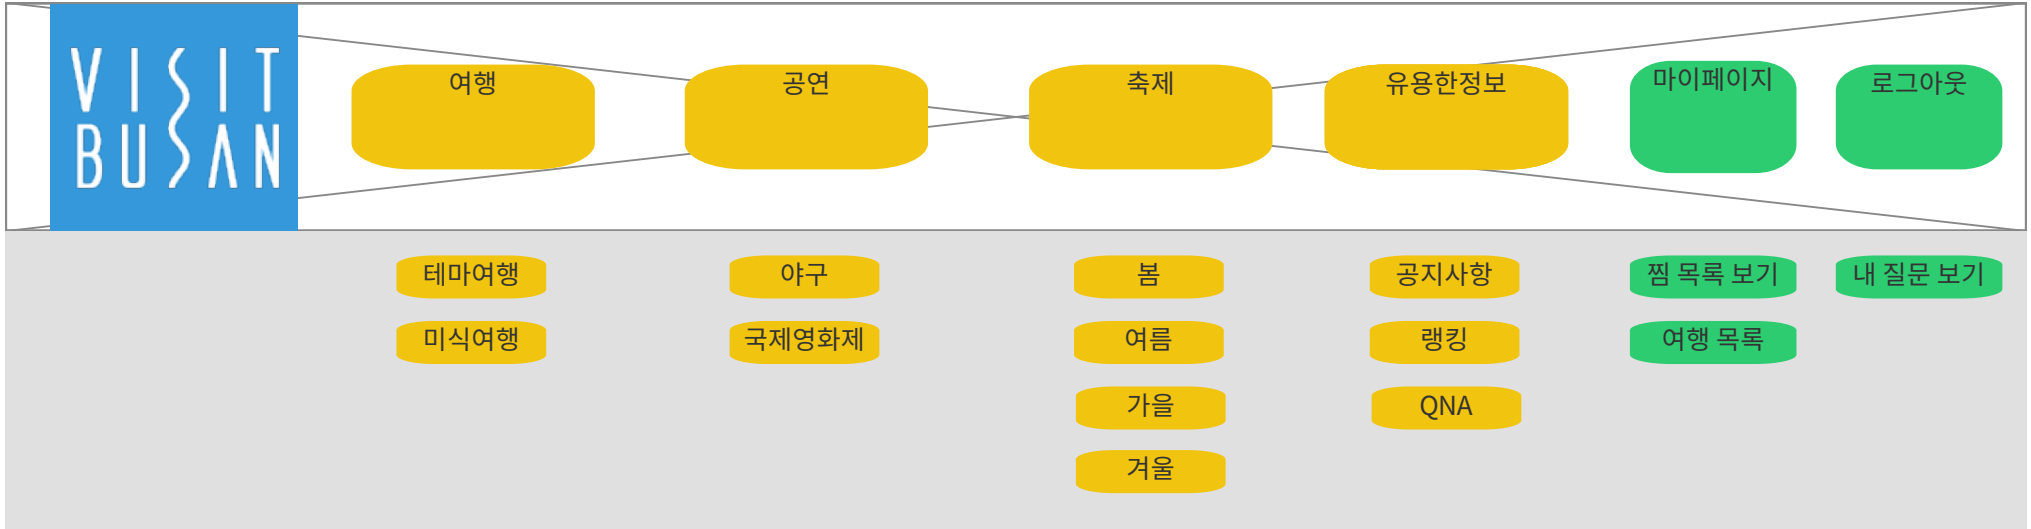 VISIT
BUSAN
여행
공연
축제
유용한정보
마이페이지
로그아웃
테마여행
야구
봄
공지사항
찜 목록 보기
내 질문 보기
미식여행
국제영화제
여름
랭킹
여행 목록
가을
QNA
겨울